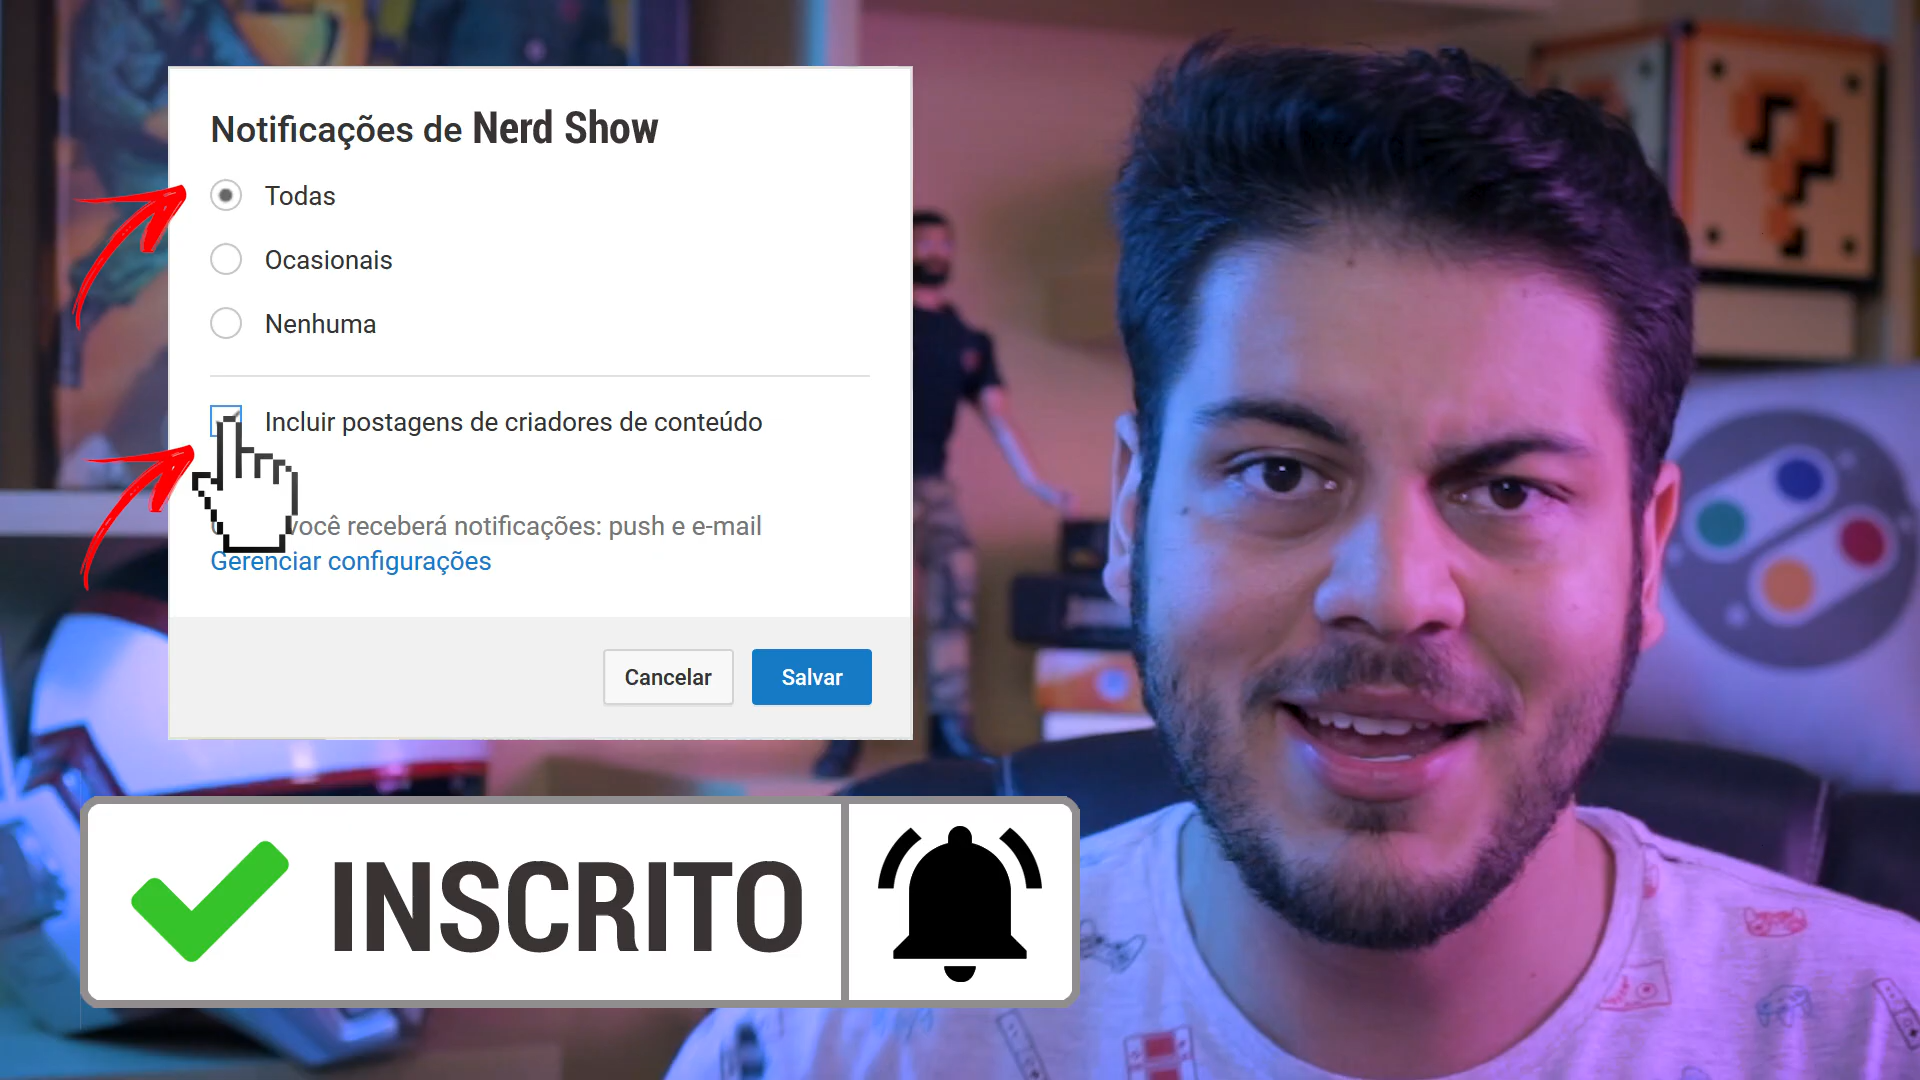 Notificações de Nerd Show
Todas
Ocasionais
Nenhuma
Incluir postagens de criadores de conteúdo
você receberá notificações: push e e-mail
Gerenciar configurações
Cancelar
Salvar
INSCRITO